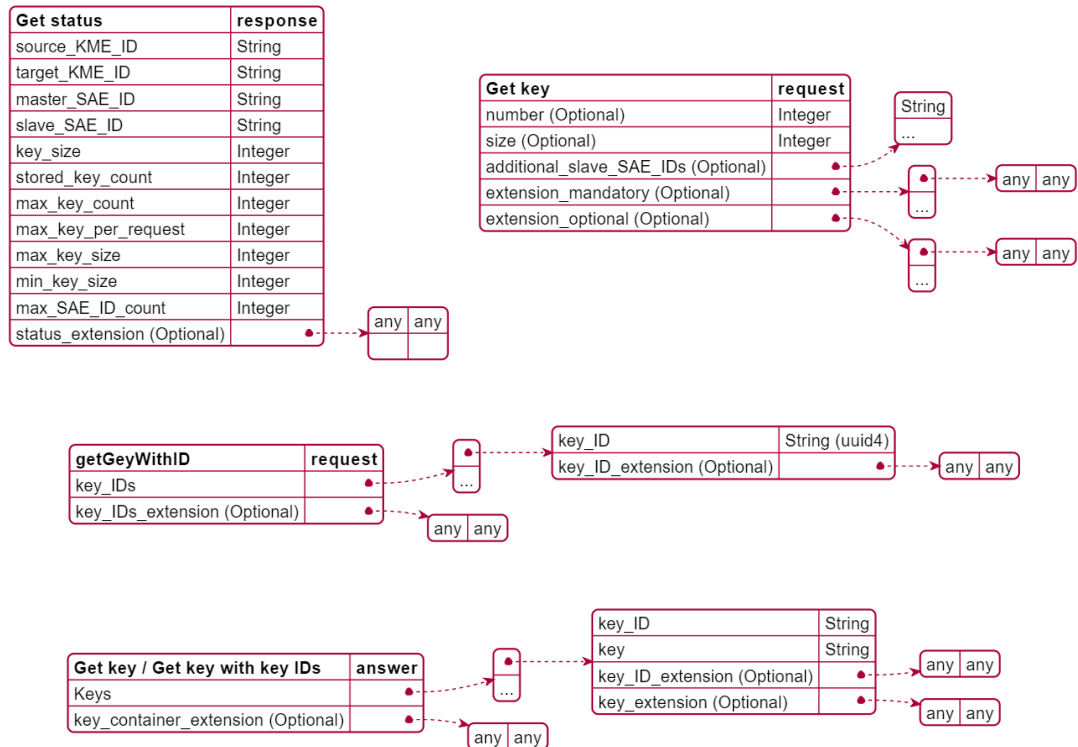 Get status response
source_KME_ID String
target_KME_ID String
master_SAE_ID String
slave_SAE_ID String
key_size Integer
stored_key_count Integer
max_key_count Integer
max_key_per_request Integer
max_key_size Integer
min_key_size Integer
max_SAE_ID_count Integer
status_extension (Optional)
any any
Get key request
number (Optional) Integer
size (Optional) Integer
additional_slave_SAE_IDs (Optional)
extension_mandatory (Optional)
extension_optional (Optional)
String
...
...
any any
...
any any
getGeyWithID request
key_IDs
key_IDs_extension (Optional)
...
any any
key_ID String (uuid4)
key_ID_extension (Optional)
any any
Get key / Get key with key IDs answer
Keys
key_container_extension (Optional)
...
any any
key_ID String
key String
key_ID_extension (Optional)
key_extension (Optional)
any any
any any